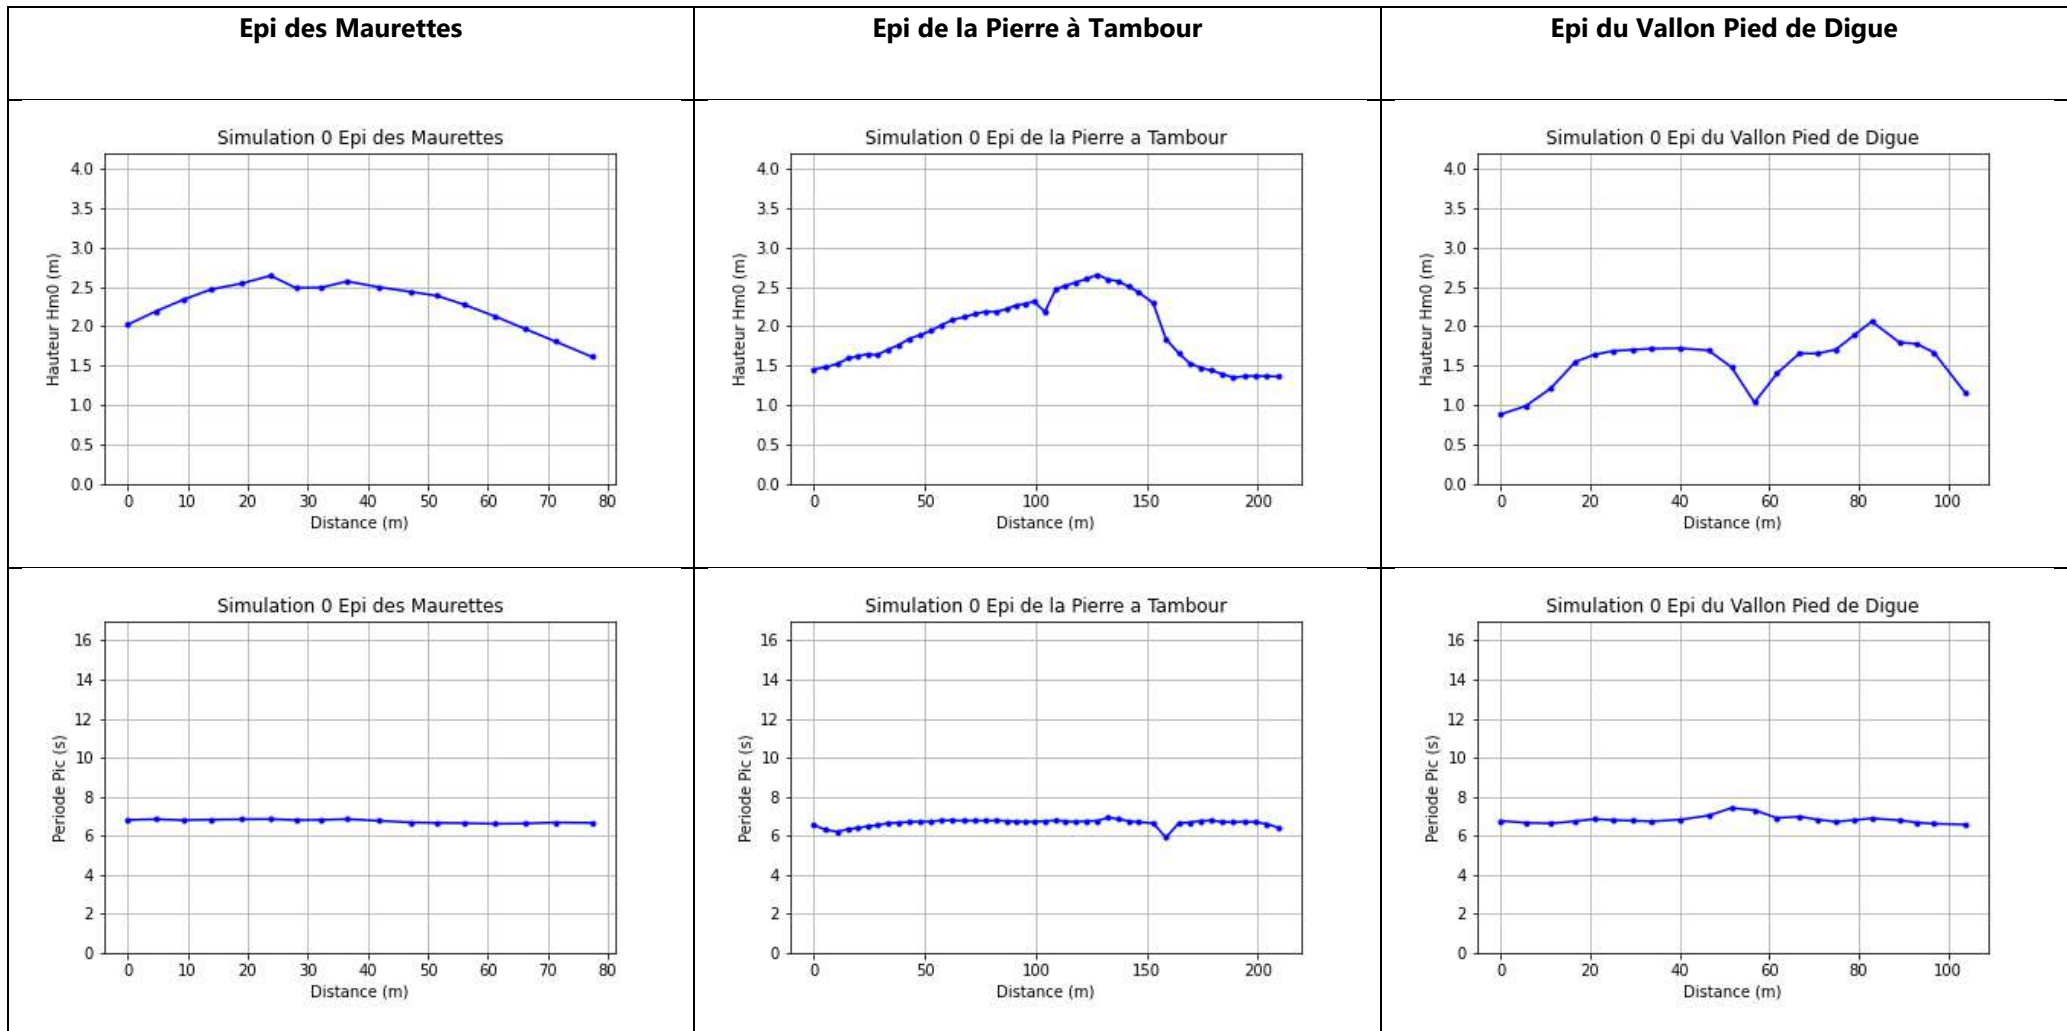 Epi des Maurettes
Epi de la Pierre à Tambour
Epi du Vallon Pied de Digue
Simulation 0 Epi des Maurettes
4.0
3.5
3.0
2.5
2.0
1.5
1.0
0.5
0.0
Hauteur Hm0 (m)
0 10 20 30 40 50 60 70 80
Distance (m)
Simulation 0 Epi de la Pierre a Tambour
4.0
3.5
3.0
2.5
2.0
1.5
1.0
0.5
0.0
Hauteur Hm0 (m)
0 50 100 150 200
Distance (m)
Simulation 0 Epi du Vallon Pied de Digue
4.0
3.5
3.0
2.5
2.0
1.5
1.0
0.5
0.0
Hauteur Hm0 (m)
0 20 40 60 80 100
Distance (m)
Simulation 0 Epi des Maurettes
16
14
12
10
8
6
4
2
0
Periode Pic (s)
0 10 20 30 40 50 60 70 80
Distance (m)
Simulation 0 Epi de la Pierre a Tambour
16
14
12
10
8
6
4
2
0
Periode Pic (s)
0 50 100 150 200
Distance (m)
Simulation 0 Epi du Vallon Pied de Digue
16
14
12
10
8
6
4
2
0
Periode Pic (s)
0 20 40 60 80 100
Distance (m)